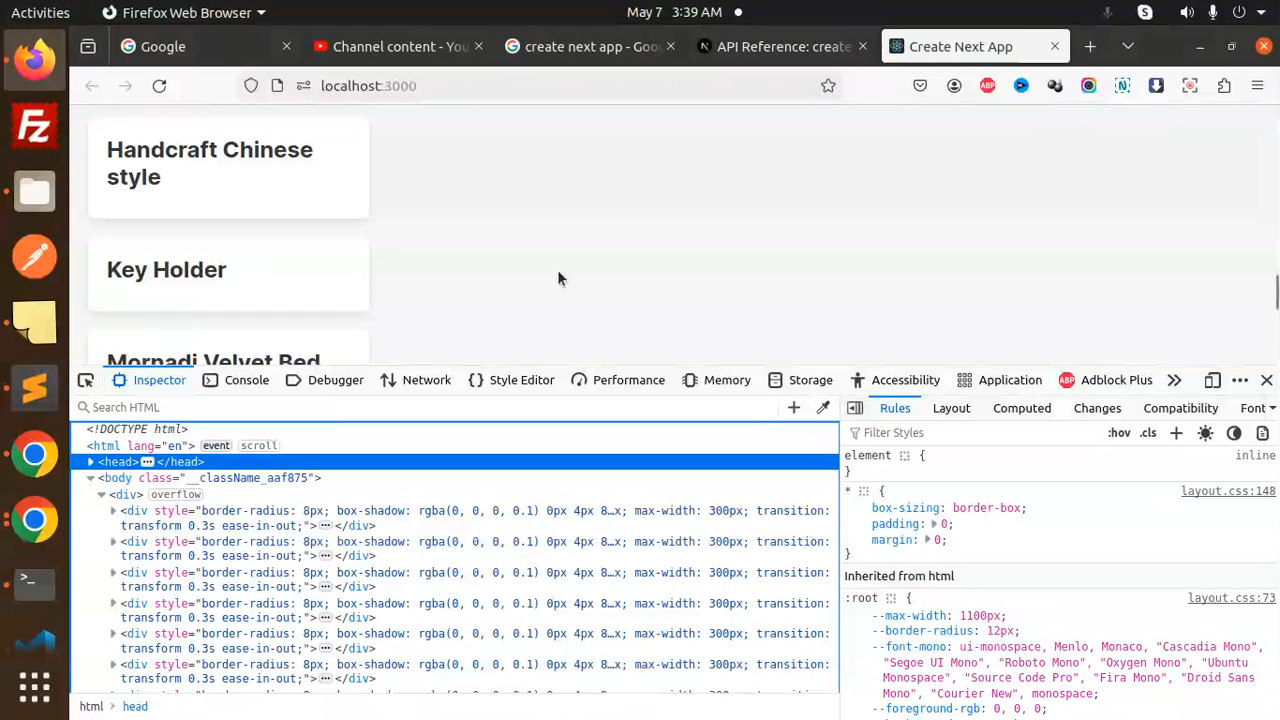 Activities
Firefox Web Browser
May 7 3:39 AM
Google
Channel content - You
create next app - Goo
API Reference: create
Create Next App
localhost:3000
Handcraft Chinese
style
Key Holder
Mornadi Velvet Bed
Inspector
Console
Debugger
Network
Style Editor
Performance
Memory
Storage
Accessibility
Application
Adblock Plus
Search HTML
Rules
Layout
Computed
Changes
Compatibility
Font
Filter Styles
:hov
.cls
<!DOCTYPE html>
<html lang="en"> event scroll
<head> ••• </head>
<body class="__className_aaf875">
<div> overflow
<div style="border-radius: 8px; box-shadow: rgba(0, 0, 0, 0.1) 0px 4px 8…x; max-width: 300px; transition:
transform 0.3s ease-in-out;"> ••• </div>
<div style="border-radius: 8px; box-shadow: rgba(0, 0, 0, 0.1) 0px 4px 8…x; max-width: 300px; transition:
transform 0.3s ease-in-out;"> ••• </div>
<div style="border-radius: 8px; box-shadow: rgba(0, 0, 0, 0.1) 0px 4px 8…x; max-width: 300px; transition:
transform 0.3s ease-in-out;"> ••• </div>
<div style="border-radius: 8px; box-shadow: rgba(0, 0, 0, 0.1) 0px 4px 8…x; max-width: 300px; transition:
transform 0.3s ease-in-out;"> ••• </div>
<div style="border-radius: 8px; box-shadow: rgba(0, 0, 0, 0.1) 0px 4px 8…x; max-width: 300px; transition:
transform 0.3s ease-in-out;"> ••• </div>
<div style="border-radius: 8px; box-shadow: rgba(0, 0, 0, 0.1) 0px 4px 8…x; max-width: 300px; transition:
transform 0.3s ease-in-out;"> ••• </div>
html
head
element {
inline
}
* {
layout.css:148
box-sizing: border-box;
padding: 0;
margin: 0;
}
Inherited from html
:root {
layout.css:73
--max-width: 1100px;
--border-radius: 12px;
--font-mono: ui-monospace, Menlo, Monaco, "Cascadia Mono",
"Segoe UI Mono", "Roboto Mono", "Oxygen Mono", "Ubuntu
Monospace", "Source Code Pro", "Fira Mono", "Droid Sans
Mono", "Courier New", monospace;
--foreground-rgb: 0, 0, 0;